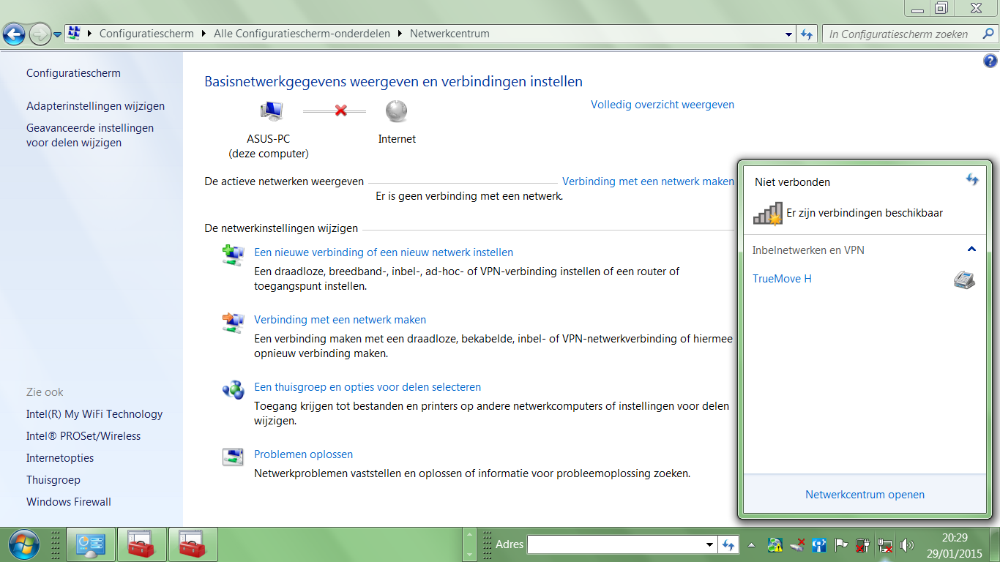 Configuratiescherm
Alle Configuratiescherm-onderdelen
Netwerkcentrum
In Configuratiescherm zoeken
Configuratiescherm
Adapterinstellingen wijzigen
Geavanceerde instellingen
voor delen wijzigen
Zie ook
Intel(R) My WiFi Technology
Intel® PROSet/Wireless
Internetopties
Thuisgroep
Windows Firewall
Basisnetwerkgegevens weergeven en verbindingen instellen
Volledig overzicht weergeven
ASUS-PC
(deze computer)
Internet
De actieve netwerken weergeven
Verbinding met een netwerk maken
Er is geen verbinding met een netwerk.
De netwerkinstellingen wijzigen
Een nieuwe verbinding of een nieuw netwerk instellen
Een draadloze, breedband-, inbel-, ad-hoc- of VPN-verbinding instellen of een router of
toegangspunt instellen.
Verbinding met een netwerk maken
Een verbinding maken met een draadloze, bekabelde, inbel- of VPN-netwerkverbinding of hiermee
opnieuw verbinding maken.
Een thuisgroep en opties voor delen selecteren
Toegang krijgen tot bestanden en printers op andere netwerkcomputers of instellingen voor delen
wijzigen.
Problemen oplossen
Netwerkproblemen vaststellen en oplossen of informatie voor probleemoplossing zoeken.
Niet verbonden
Er zijn verbindingen beschikbaar
Inbelnetwerken en VPN
TrueMove H
Netwerkcentrum openen
Adres
20:29
29/01/2015